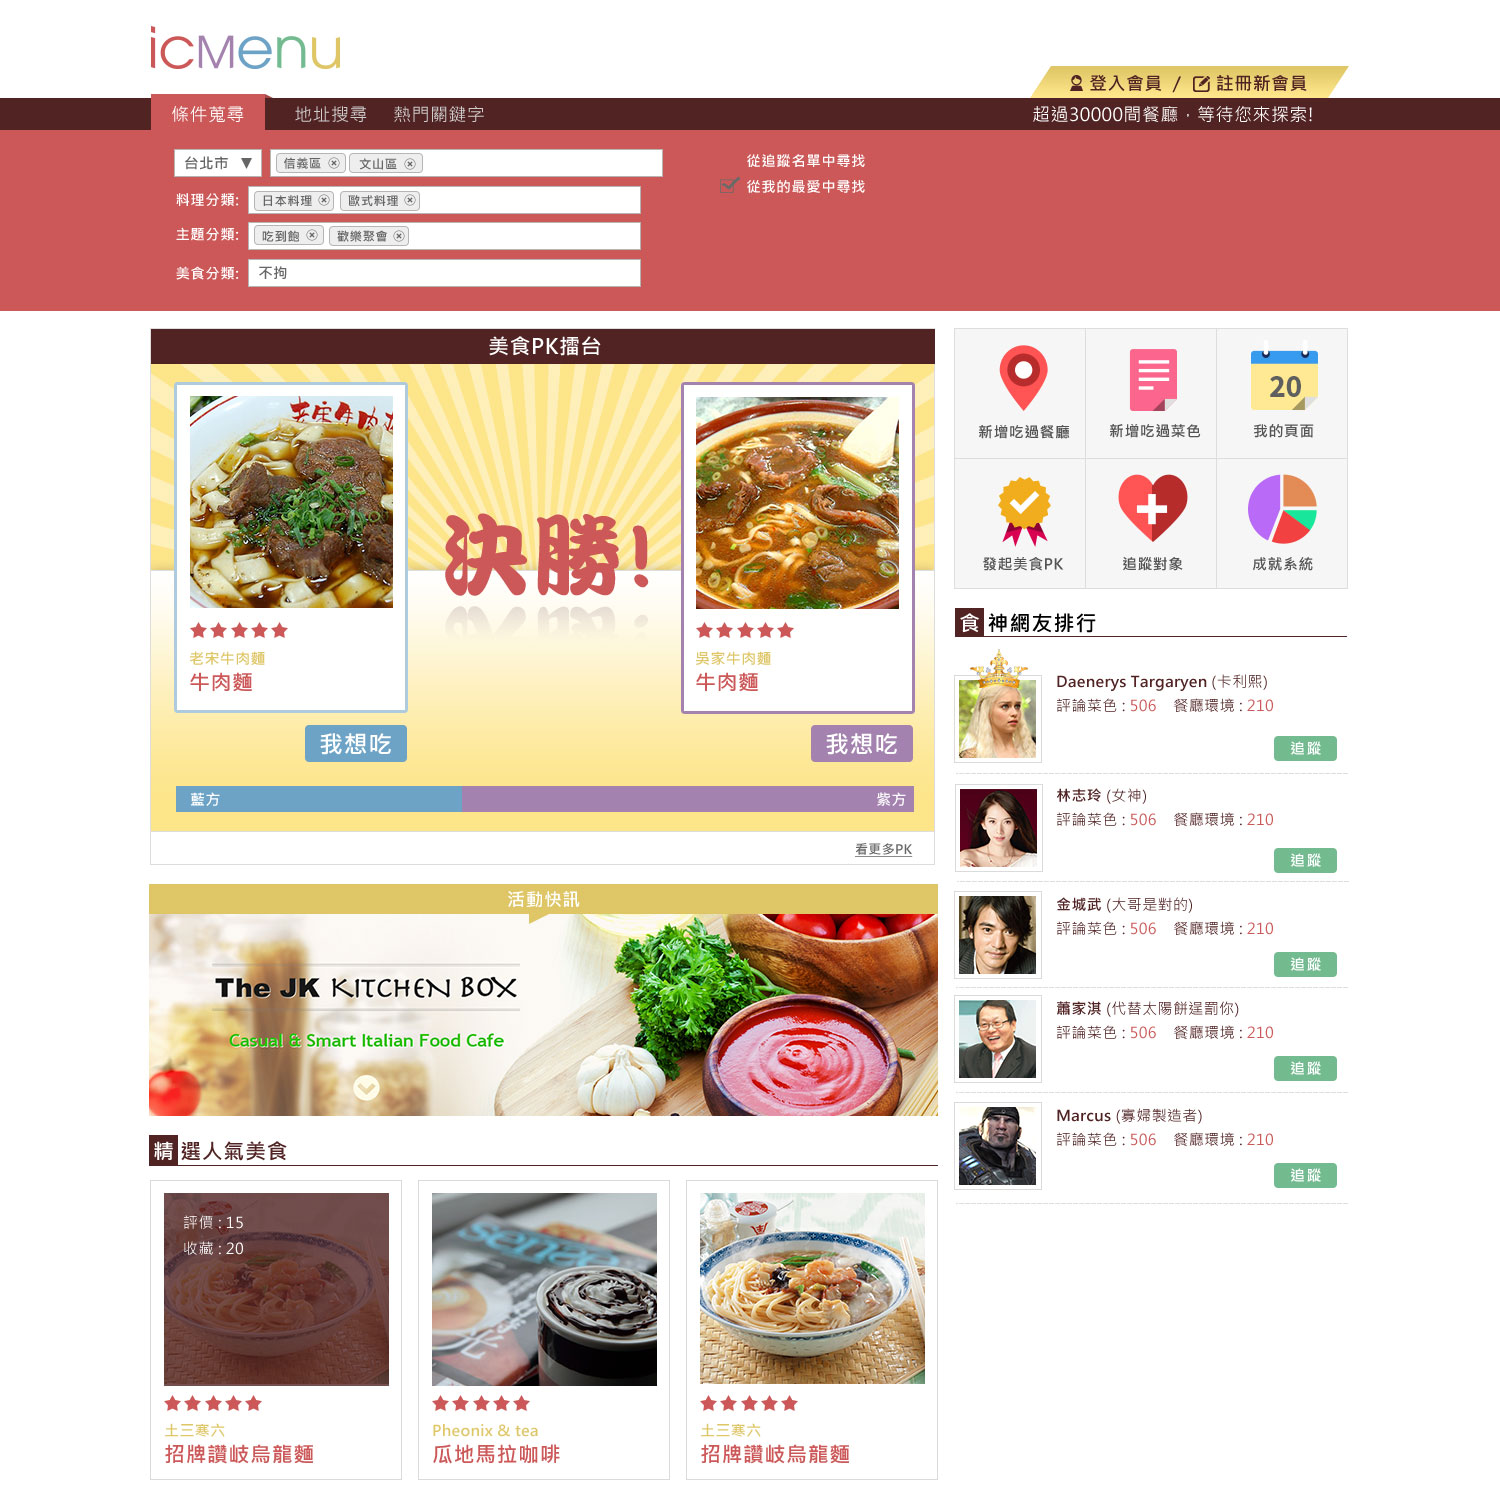 icMenu
登入會員 / 註冊新會員
條件蒐尋 地址搜尋 熱門關鍵字
超過30000間餐廳，等待您來探索!
台北市 ▼ 信義區 文山區
從追蹤名單中尋找
從我的最愛中尋找
料理分類: 日本料理 歐式料理
主題分類: 吃到飽 歡樂聚會
美食分類: 不拘
美食PK擂台
老宋牛肉
決勝!
老宋牛肉麵
牛肉麵
我想吃
吳家牛肉麵
牛肉麵
我想吃
藍方
紫方
看更多PK
新增吃過餐廳
新增吃過菜色
20
我的頁面
發起美食PK
追蹤對象
成就系統
食神網友排行
Daenerys Targaryen (卡利熙)
評論菜色 : 506 餐廳環境 : 210
追蹤
林志玲 (女神)
評論菜色 : 506 餐廳環境 : 210
追蹤
金城武 (大哥是對的)
評論菜色 : 506 餐廳環境 : 210
追蹤
蕭家淇 (代替太陽餅逞罰你)
評論菜色 : 506 餐廳環境 : 210
追蹤
Marcus (寡婦製造者)
評論菜色 : 506 餐廳環境 : 210
追蹤
活動快訊
The JK KITCHEN BOX
Casual & Smart Italian Food Cafe
精選人氣美食
評價 : 15
收藏 : 20
土三寒六
招牌讚岐烏龍麵
Pheonix & tea
瓜地馬拉咖啡
土三寒六
招牌讚岐烏龍麵